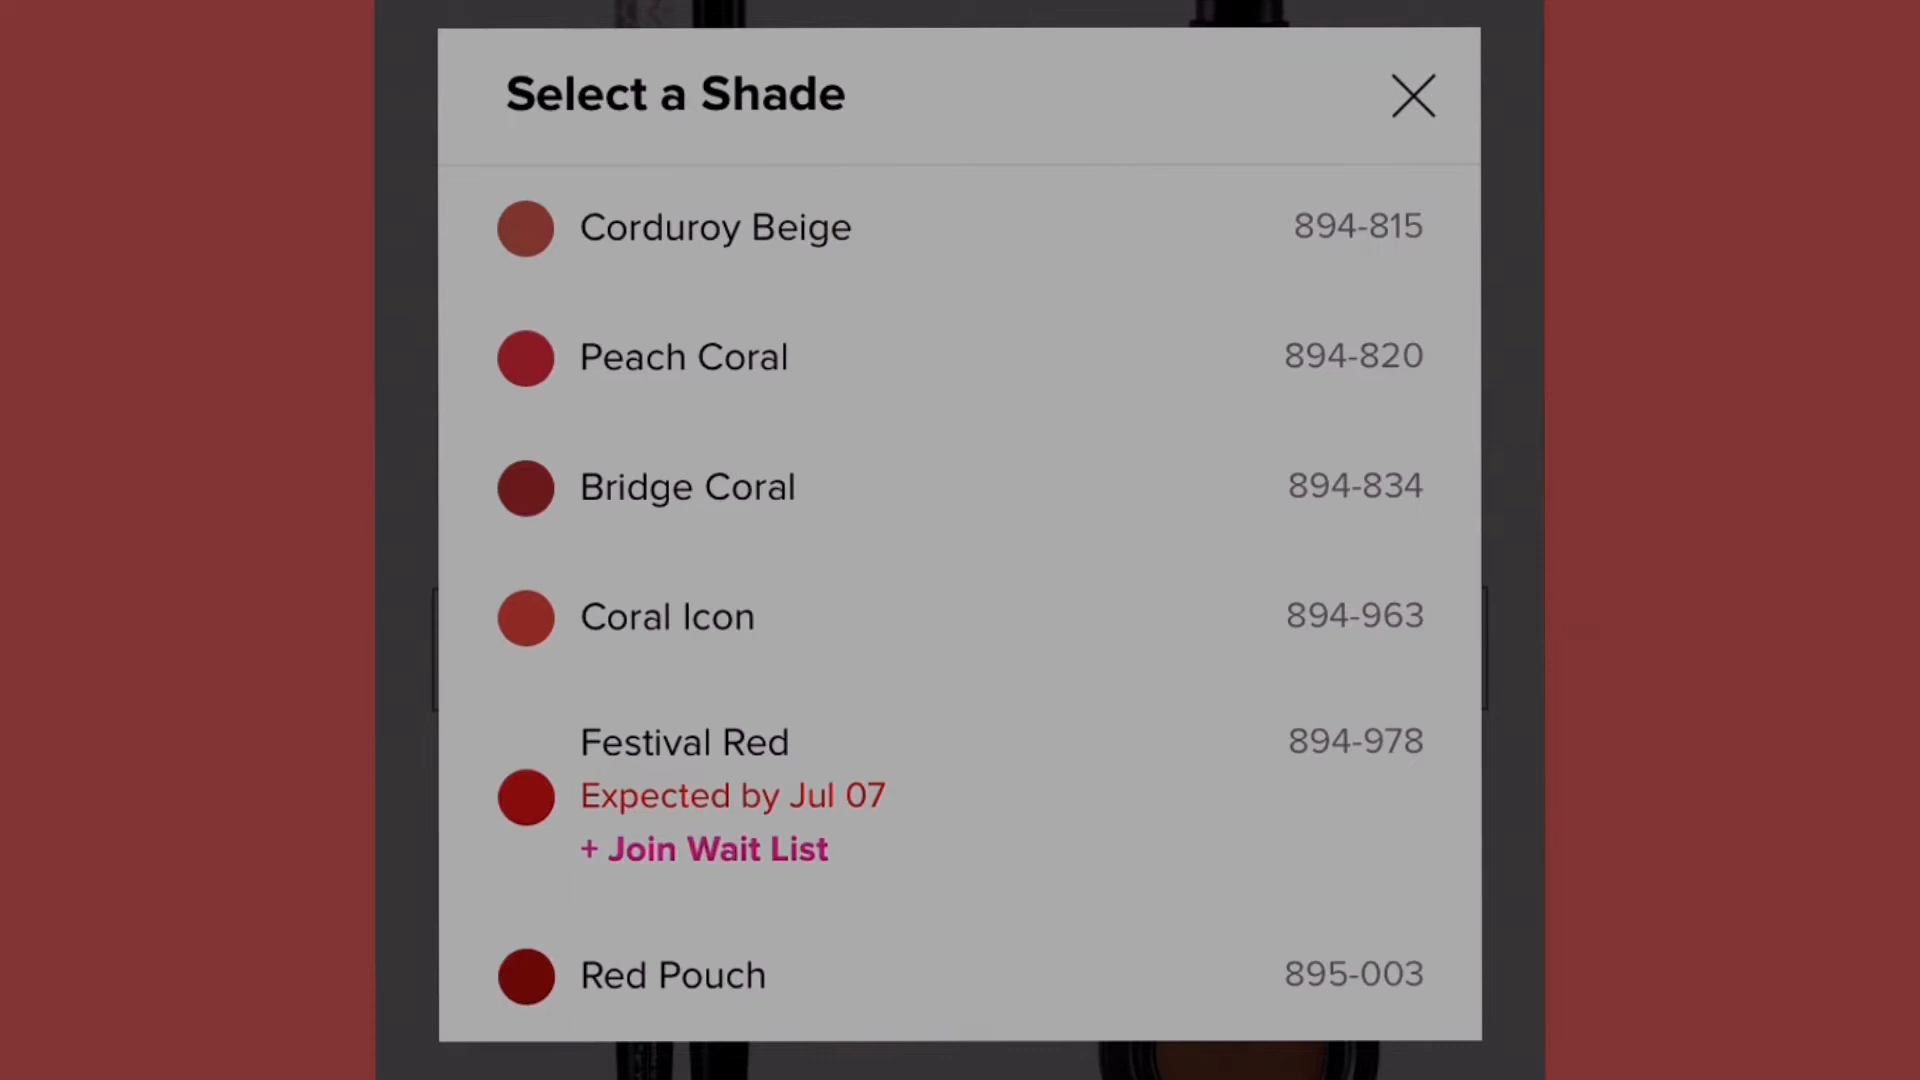 Select a Shade
Corduroy Beige 894-815
Peach Coral 894-820
Bridge Coral 894-834
Coral Icon 894-963
Festival Red 894-978
Expected by Jul 07
+ Join Wait List
Red Pouch 895-003